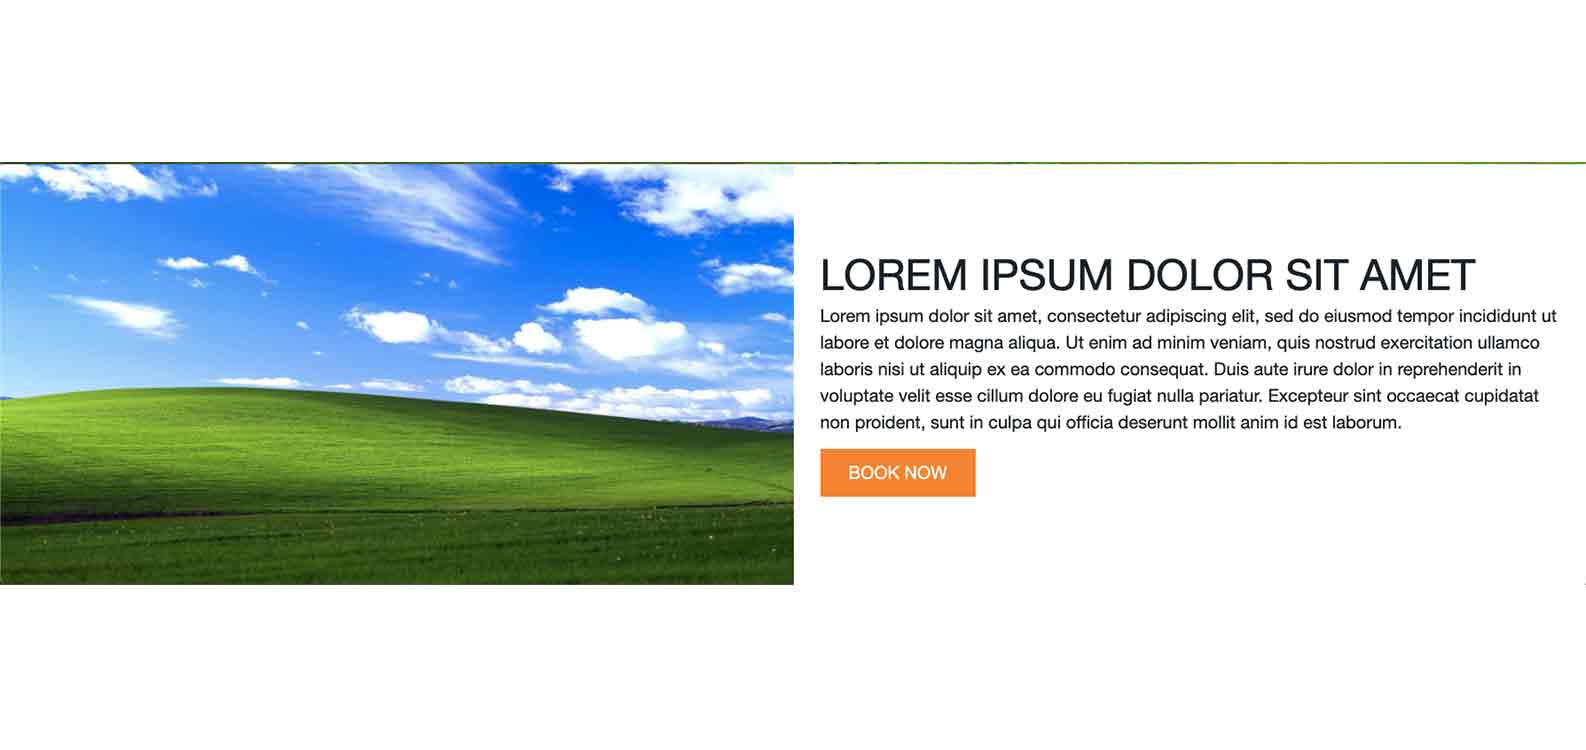 LOREM IPSUM DOLOR SIT AMET
Lorem ipsum dolor sit amet, consectetur adipiscing elit, sed do eiusmod tempor incididunt ut
labore et dolore magna aliqua. Ut enim ad minim veniam, quis nostrud exercitation ullamco
laboris nisi ut aliquip ex ea commodo consequat. Duis aute irure dolor in reprehenderit in
voluptate velit esse cillum dolore eu fugiat nulla pariatur. Excepteur sint occaecat cupidatat
non proident, sunt in culpa qui officia deserunt mollit anim id est laborum.
BOOK NOW